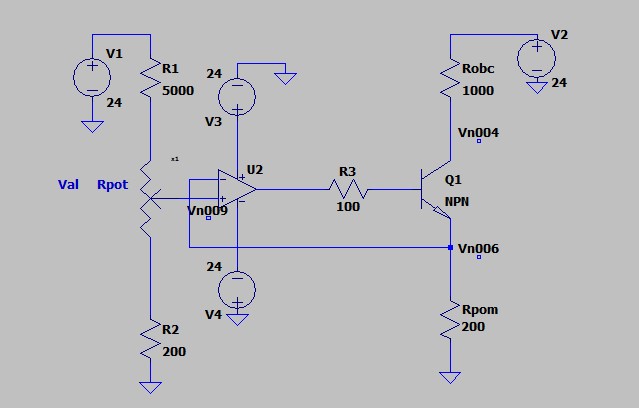 V1
24
R1
5000
24
V3
V2
24
Robc
1000
Vn004
x1
Val Rpot
U2
R3
100
Q1
NPN
Vn009
Vn006
24
V4
R2
200
Rpom
200